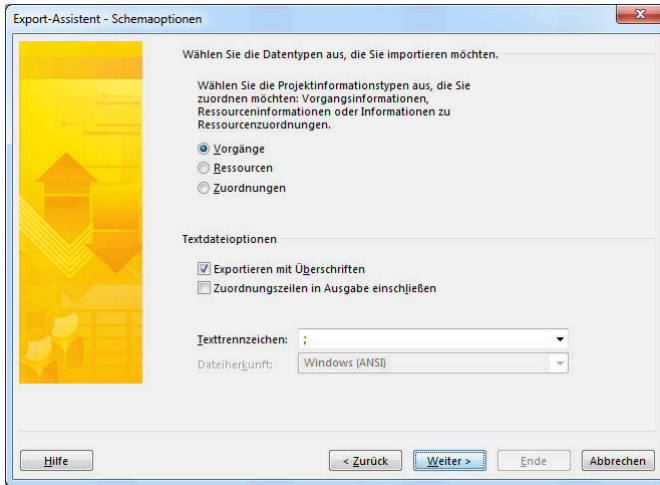 Export-Assistent - Schemaoptionen
Wählen Sie die Datentypen aus, die Sie importieren möchten.
Wählen Sie die Projektinformationstypen aus, die Sie
zuordnen möchten: Vorgangsinformationen,
Ressourceninformationen oder Informationen zu
Ressourcenzuordnungen.
Vorgänge
Ressourcen
Zuordnungen
Textdateioptionen
Exportieren mit Überschriften
Zuordnungszeilen in Ausgabe einschließen
Texttrennzeichen: ;
Dateiherkunft: Windows (ANSI)
Hilfe < Zurück Weiter > Ende Abbrechen